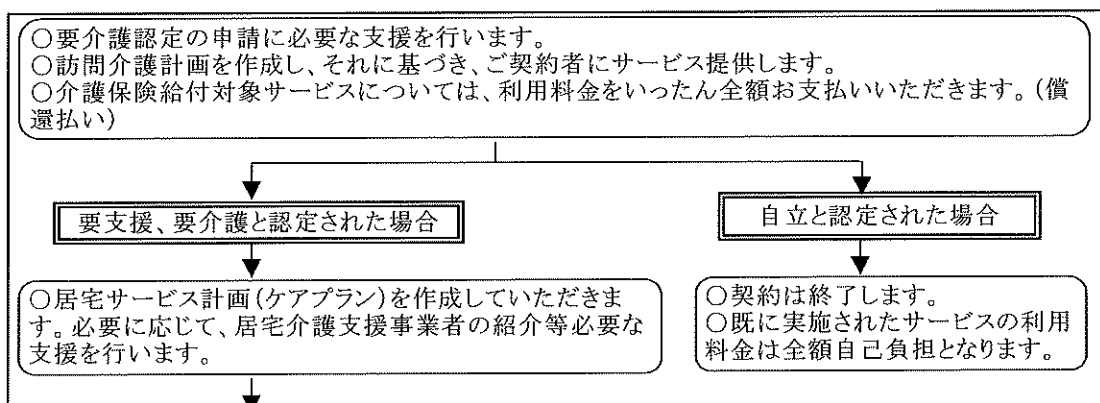 ○要介護認定の申請に必要な支援を行います。
○訪問介護計画を作成し、それに基づき、ご契約者にサービス提供します。
○介護保険給付対象サービスについては、利用料金をいったん全額お支払いいただきます。(償
還払い)
要支援、要介護と認定された場合
自立と認定された場合
○居宅サービス計画(ケアプラン)を作成していただきま
す。必要に応じて、居宅介護支援事業者の紹介等必要な
支援を行います。
○契約は終了します。
○既に実施されたサービスの利用
料金は全額自己負担となります。